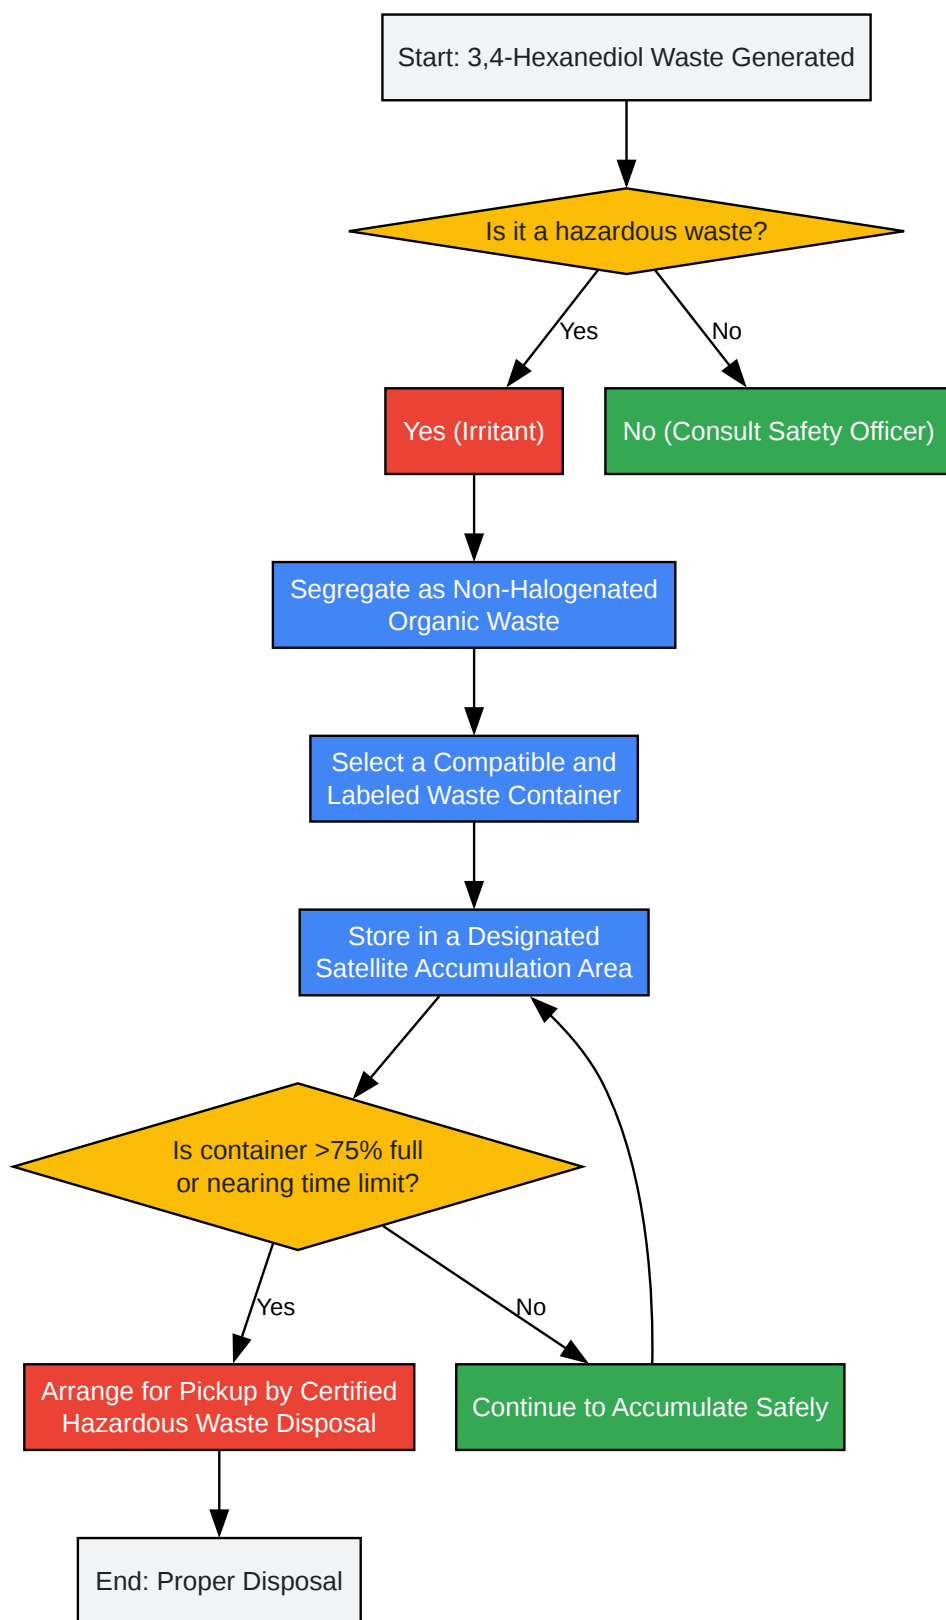 Start: 3,4-Hexanediol Waste Generated
Is it a hazardous waste?
Yes
No
Yes (Irritant)
No (Consult Safety Officer)
Segregate as Non-Halogenated
Organic Waste
Select a Compatible and
Labeled Waste Container
Store in a Designated
Satellite Accumulation Area
Is container >75% full
or nearing time limit?
Yes
No
Arrange for Pickup by Certified
Hazardous Waste Disposal
Continue to Accumulate Safely
End: Proper Disposal